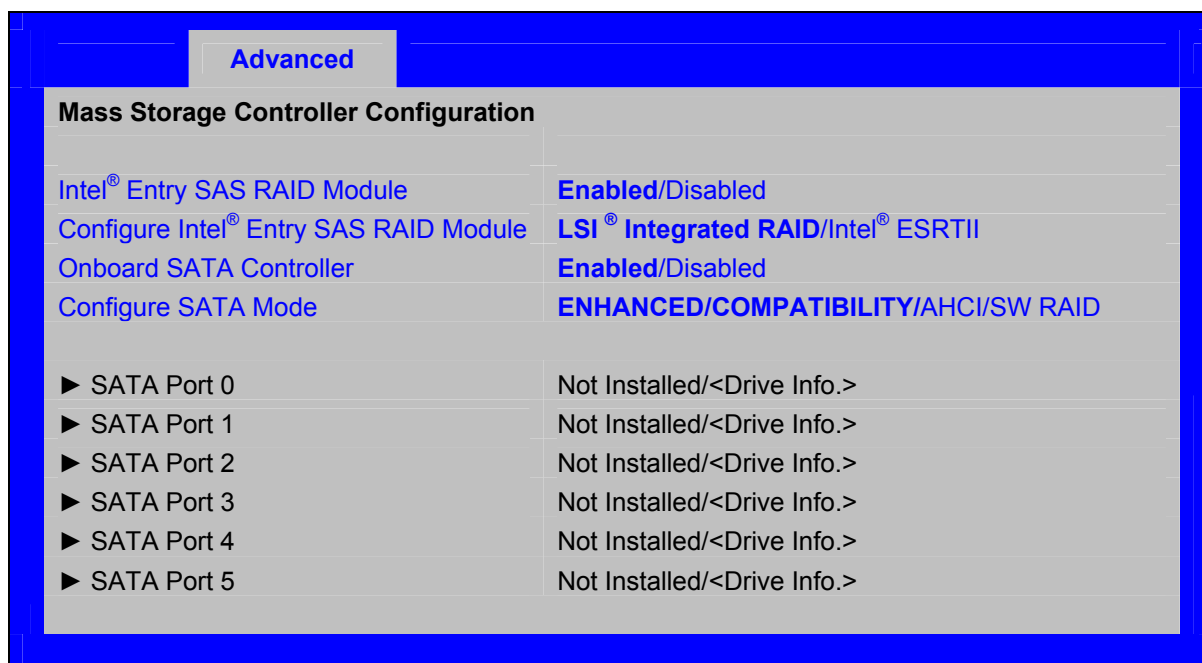 Advanced
Mass Storage Controller Configuration
Intel® Entry SAS RAID Module Enabled/Disabled
Configure Intel® Entry SAS RAID Module LSI ® Integrated RAID/Intel® ESRTII
Onboard SATA Controller Enabled/Disabled
Configure SATA Mode ENHANCED/COMPATIBILITY/AHCI/SW RAID
► SATA Port 0 Not Installed/<Drive Info.>
► SATA Port 1 Not Installed/<Drive Info.>
► SATA Port 2 Not Installed/<Drive Info.>
► SATA Port 3 Not Installed/<Drive Info.>
► SATA Port 4 Not Installed/<Drive Info.>
► SATA Port 5 Not Installed/<Drive Info.>